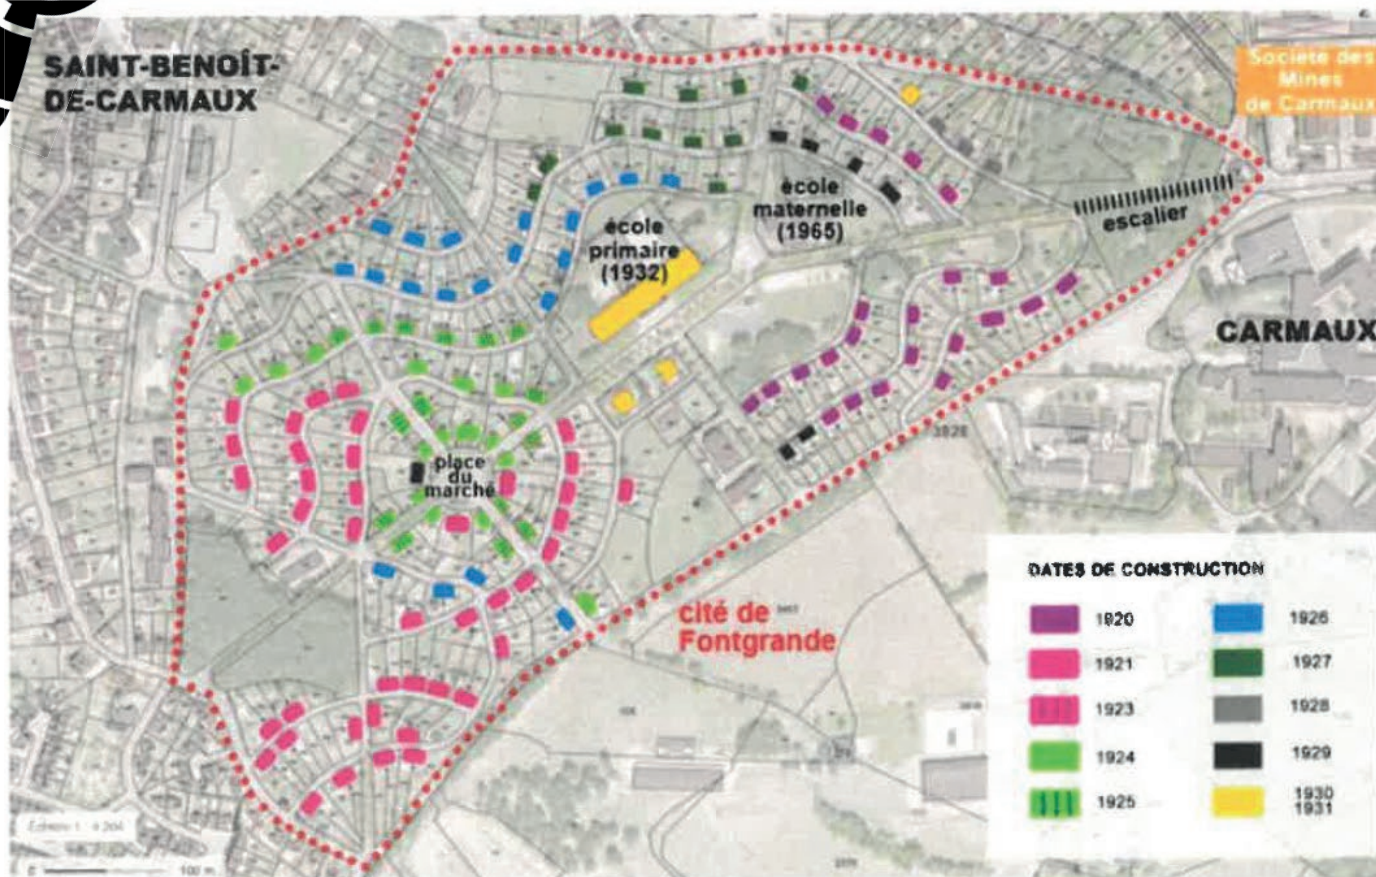 SAINT-BENOÎT-
DE-CARMAUX
Société des
Mines
de Carmaux
école
maternelle
(1965)
escalier
école
primaire
(1932)
CARMAUX
place
du
marché
cité de
Fontgrande
DATES DE CONSTRUCTION
1920
1921
1923
1924
1925
1926
1927
1928
1929
1930
1931
100 m